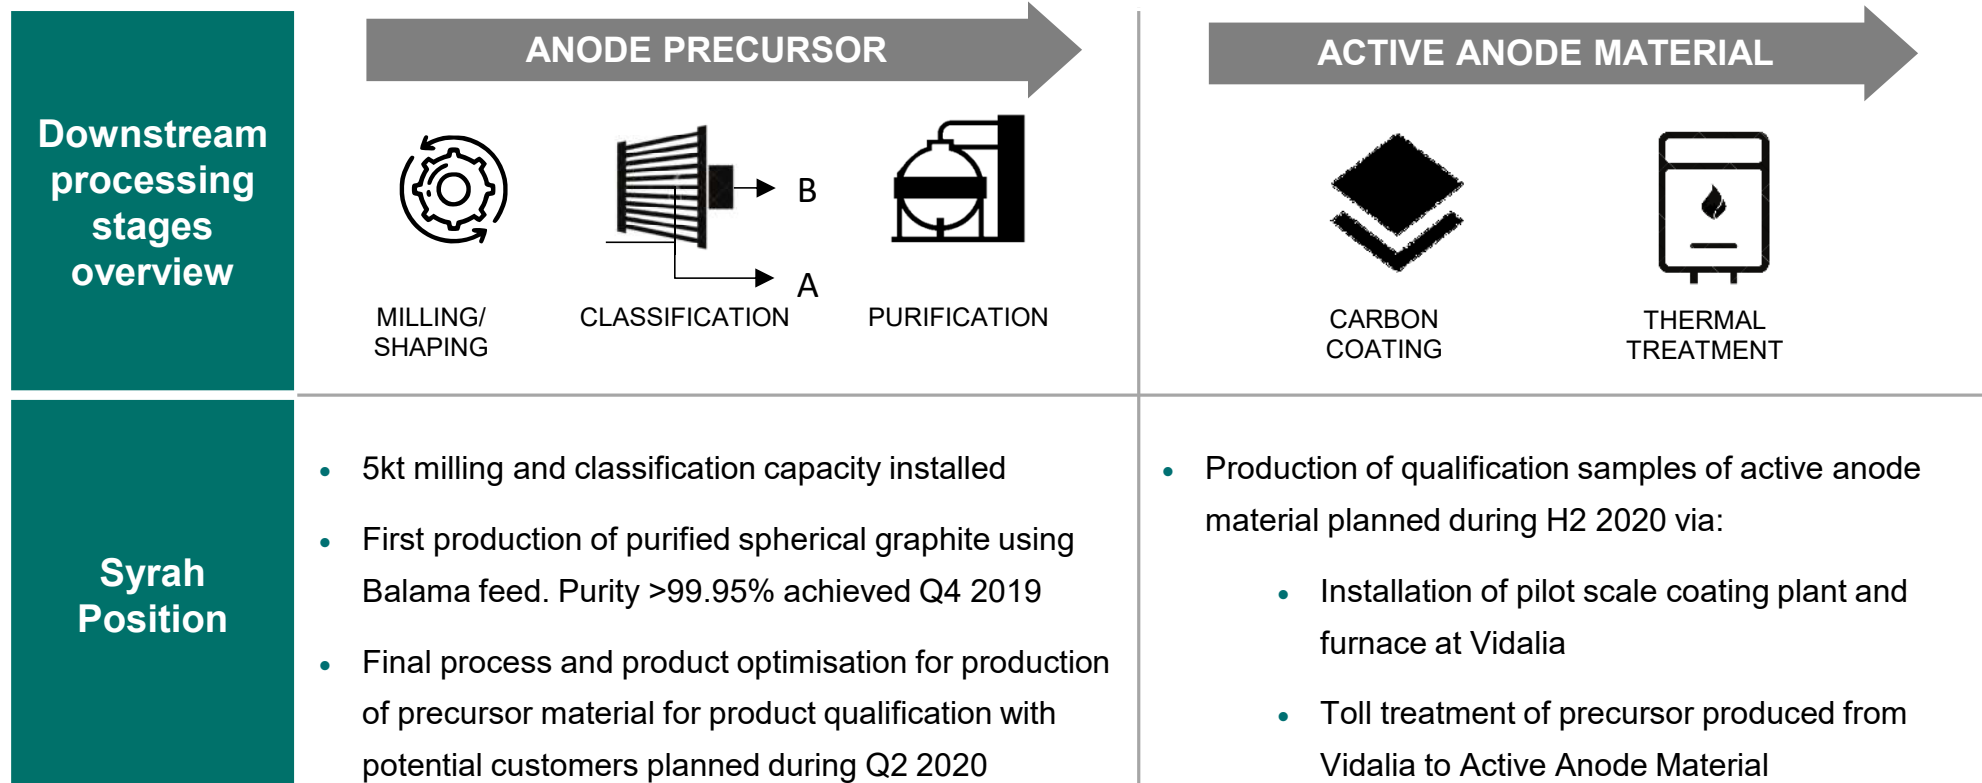 Downstream
processing
stages
overview
ANODE PRECURSOR
B
A
MILLING/
SHAPING
CLASSIFICATION
PURIFICATION
ACTIVE ANODE MATERIAL
CARBON
COATING
THERMAL
TREATMENT
Syrah
Position
• 5kt milling and classification capacity installed
• First production of purified spherical graphite using
Balama feed. Purity >99.95% achieved Q4 2019
• Final process and product optimisation for production
of precursor material for product qualification with
potential customers planned during Q2 2020
• Production of qualification samples of active anode
material planned during H2 2020 via:
• Installation of pilot scale coating plant and
furnace at Vidalia
• Toll treatment of precursor produced from
Vidalia to Active Anode Material